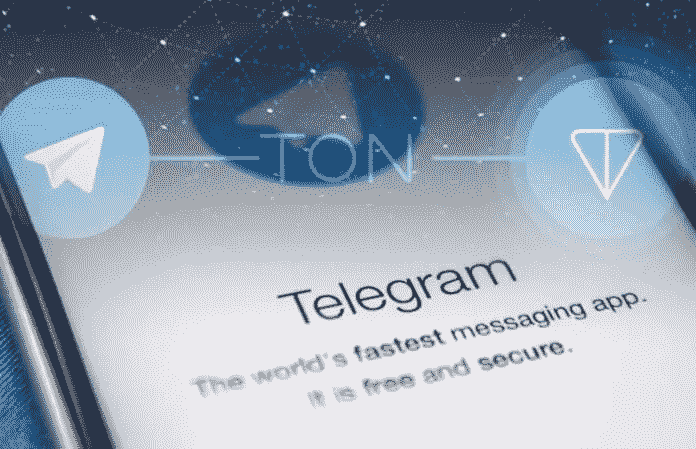 TON
Telegram
The world's fastest messaging app.
It is free and secure.